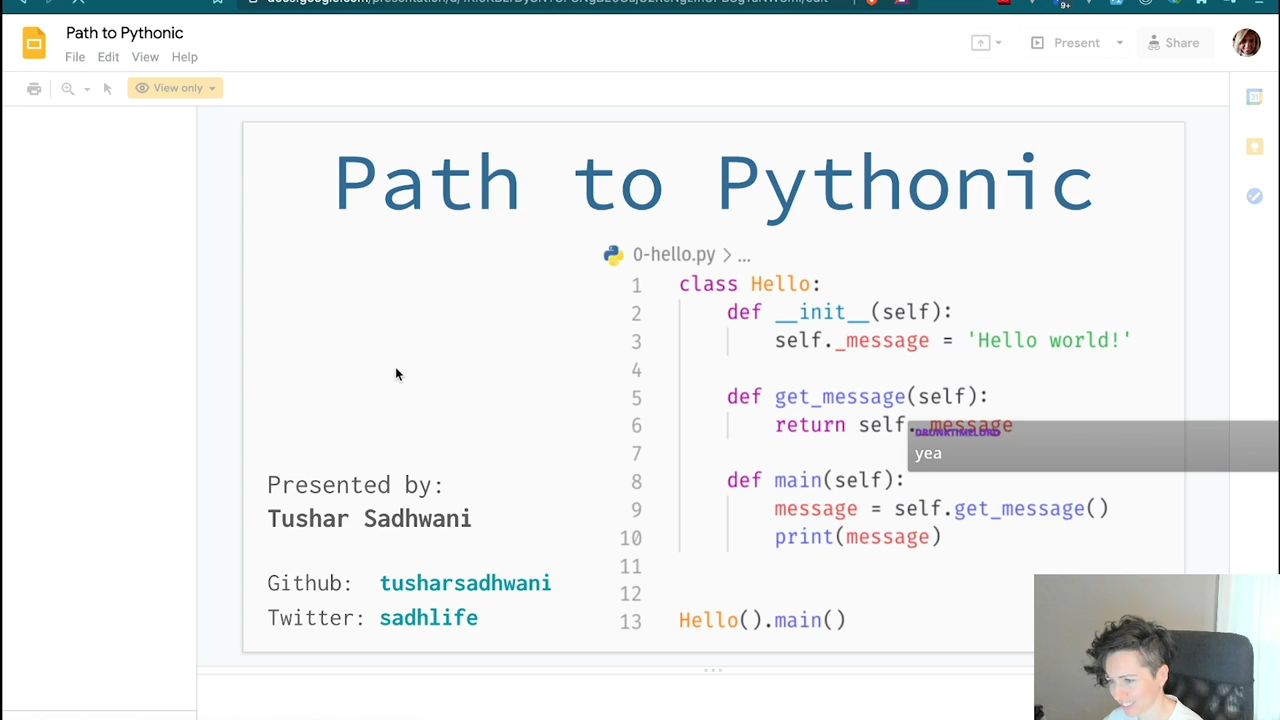 Path to Pythonic
File Edit View Help
Present
Share
View only
Path to Pythonic
0-hello.py > ...
1 class Hello:
2 def __init__(self):
3 self._message = 'Hello world!'
4
5 def get_message(self):
6 return self._message
DRUNKTIMELORD
yea
7
8 def main(self):
9 message = self.get_message()
10 print(message)
11
12
13 Hello().main()
Presented by:
Tushar Sadhwani
Github: tusharsadhwani
Twitter: sadhlife
31
9+